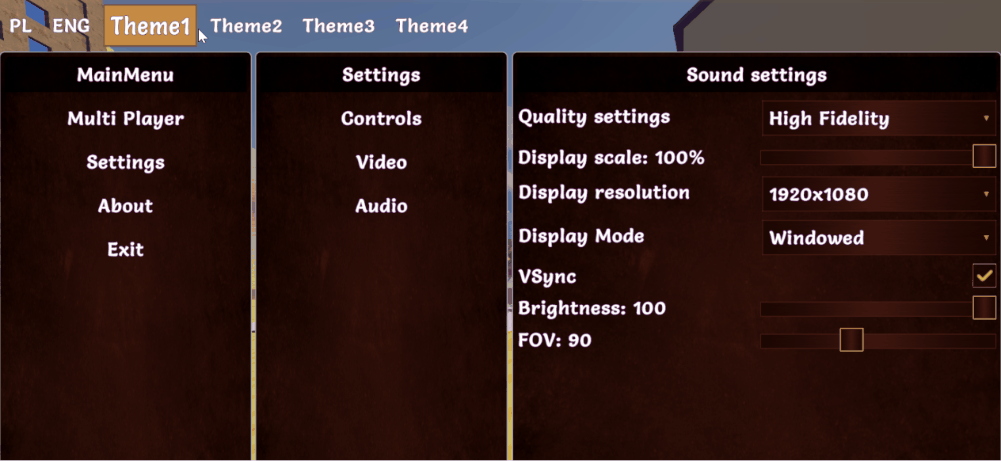 PL ENG Theme1 Theme2 Theme3 Theme4
MainMenu
Multi Player
Settings
About
Exit
Settings
Controls
Video
Audio
Sound settings
Quality settings High Fidelity
Display scale: 100%
Display resolution 1920x1080
Display Mode Windowed
VSync
Brightness: 100
FOV: 90